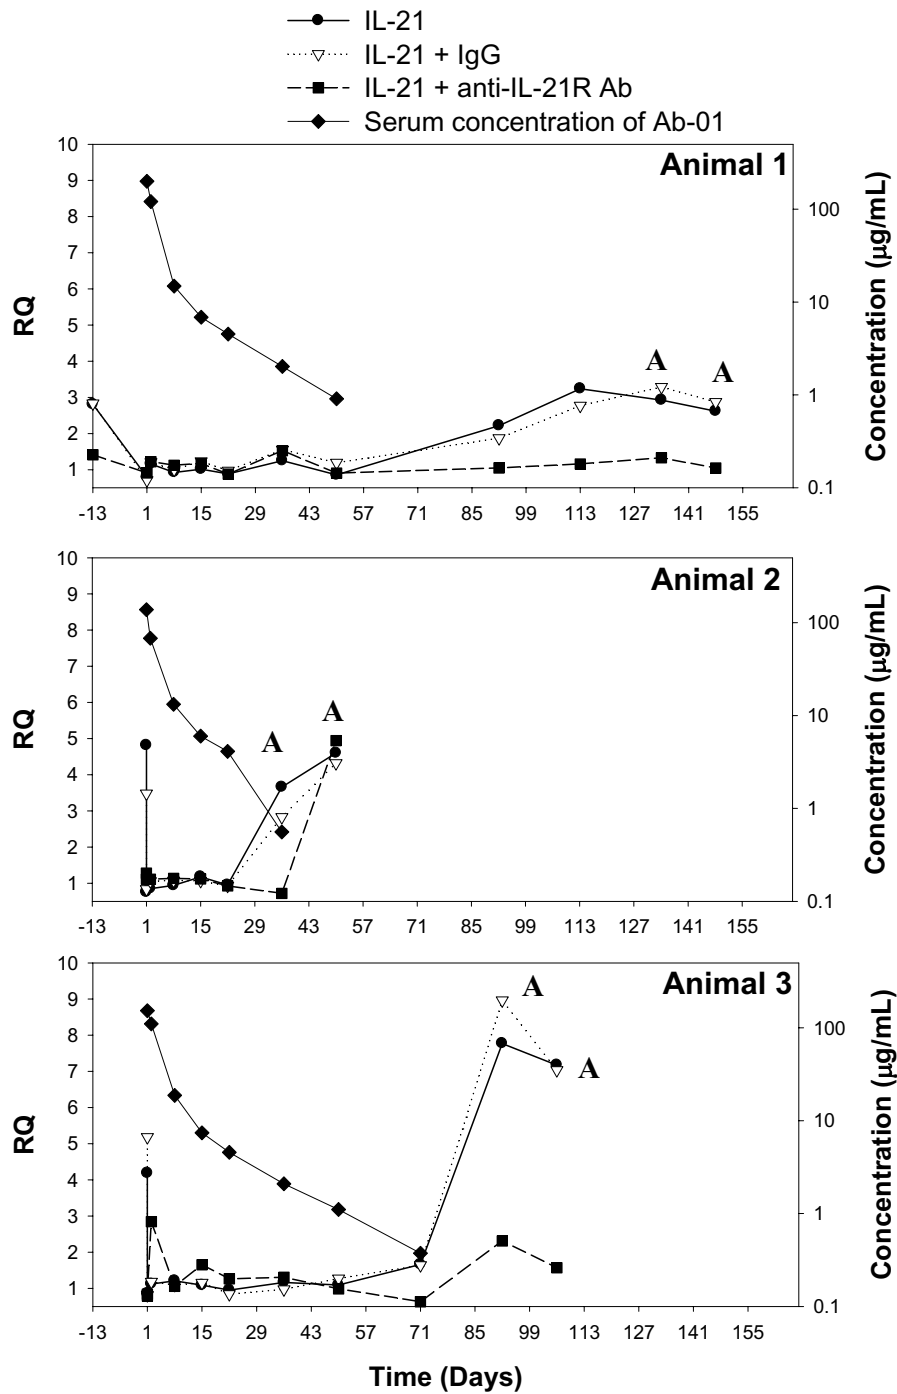 IL-21
IL-21 + IgG
IL-21 + anti-IL-21R Ab
Serum concentration of Ab-01
Animal 1
RQ
10
9
8
7
6
5
4
3
2
1
100
10
1
0.1
Concentration (μg/mL)
A
A
-13 1 15 29 43 57 71 85 99 113 127 141 155
Animal 2
RQ
10
9
8
7
6
5
4
3
2
1
100
10
1
0.1
Concentration (μg/mL)
A
A
-13 1 15 29 43 57 71 85 99 113 127 141 155
Animal 3
RQ
10
9
8
7
6
5
4
3
2
1
100
10
1
0.1
Concentration (μg/mL)
A
A
-13 1 15 29 43 57 71 85 99 113 127 141 155
Time (Days)